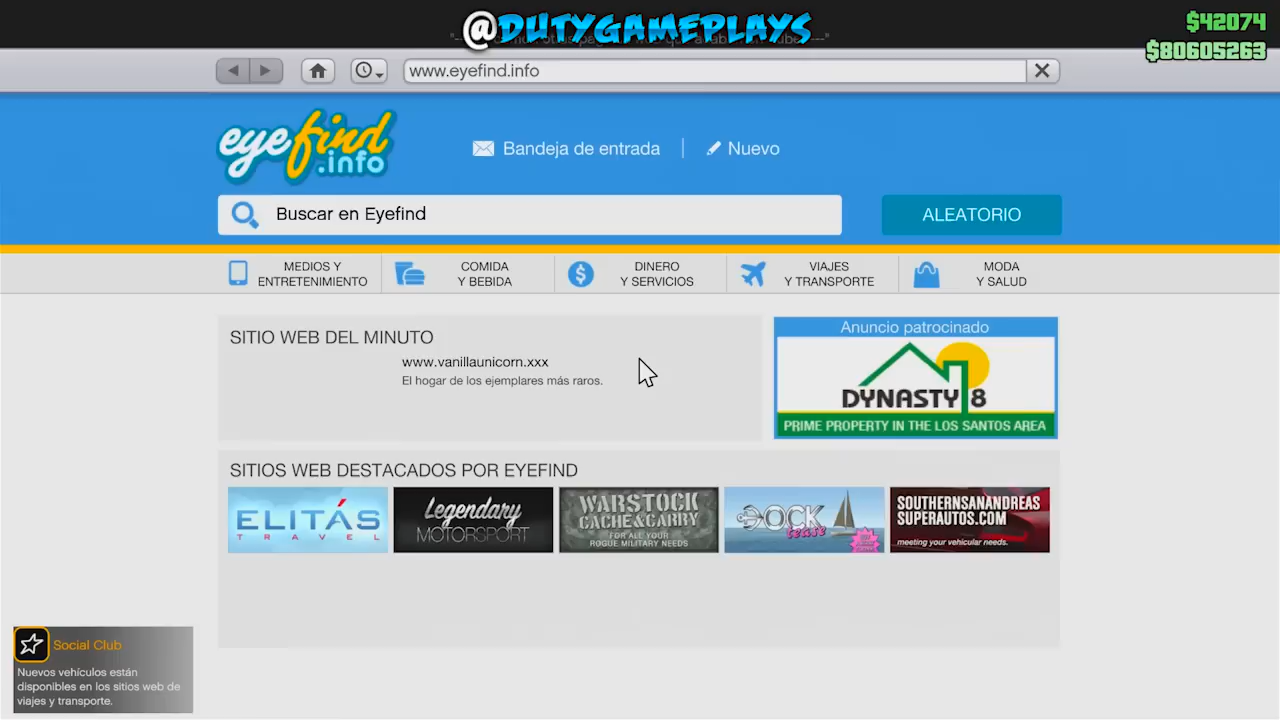 @DUTYGAMEPLAYS
$42074
$80605263
www.eyefind.info
eyefind.info
Bandeja de entrada
Nuevo
Buscar en Eyefind
ALEATORIO
MEDIOS Y ENTRETENIMIENTO
COMIDA Y BEBIDA
DINERO Y SERVICIOS
VIAJES Y TRANSPORTE
MODA Y SALUD
SITIO WEB DEL MINUTO
www.vanillaunicorn.xxx
El hogar de los ejemplares más raros.
Anuncio patrocinado
DYNASTY 8
PRIME PROPERTY IN THE LOS SANTOS AREA
SITIOS WEB DESTACADOS POR EYEFIND
ELITÁS
TRAVEL
Legendary
MOTORSPORT
WARSTOCK
CACHE&CARRY
FOR ALL YOUR
ROGUE MILITARY NEEDS
DOCK
tease
SOUTHERNSANANDREAS
SUPERAUTOS.COM
meeting your vehicular needs.
Social Club
Nuevos vehículos están
disponibles en los sitios web de
viajes y transporte.